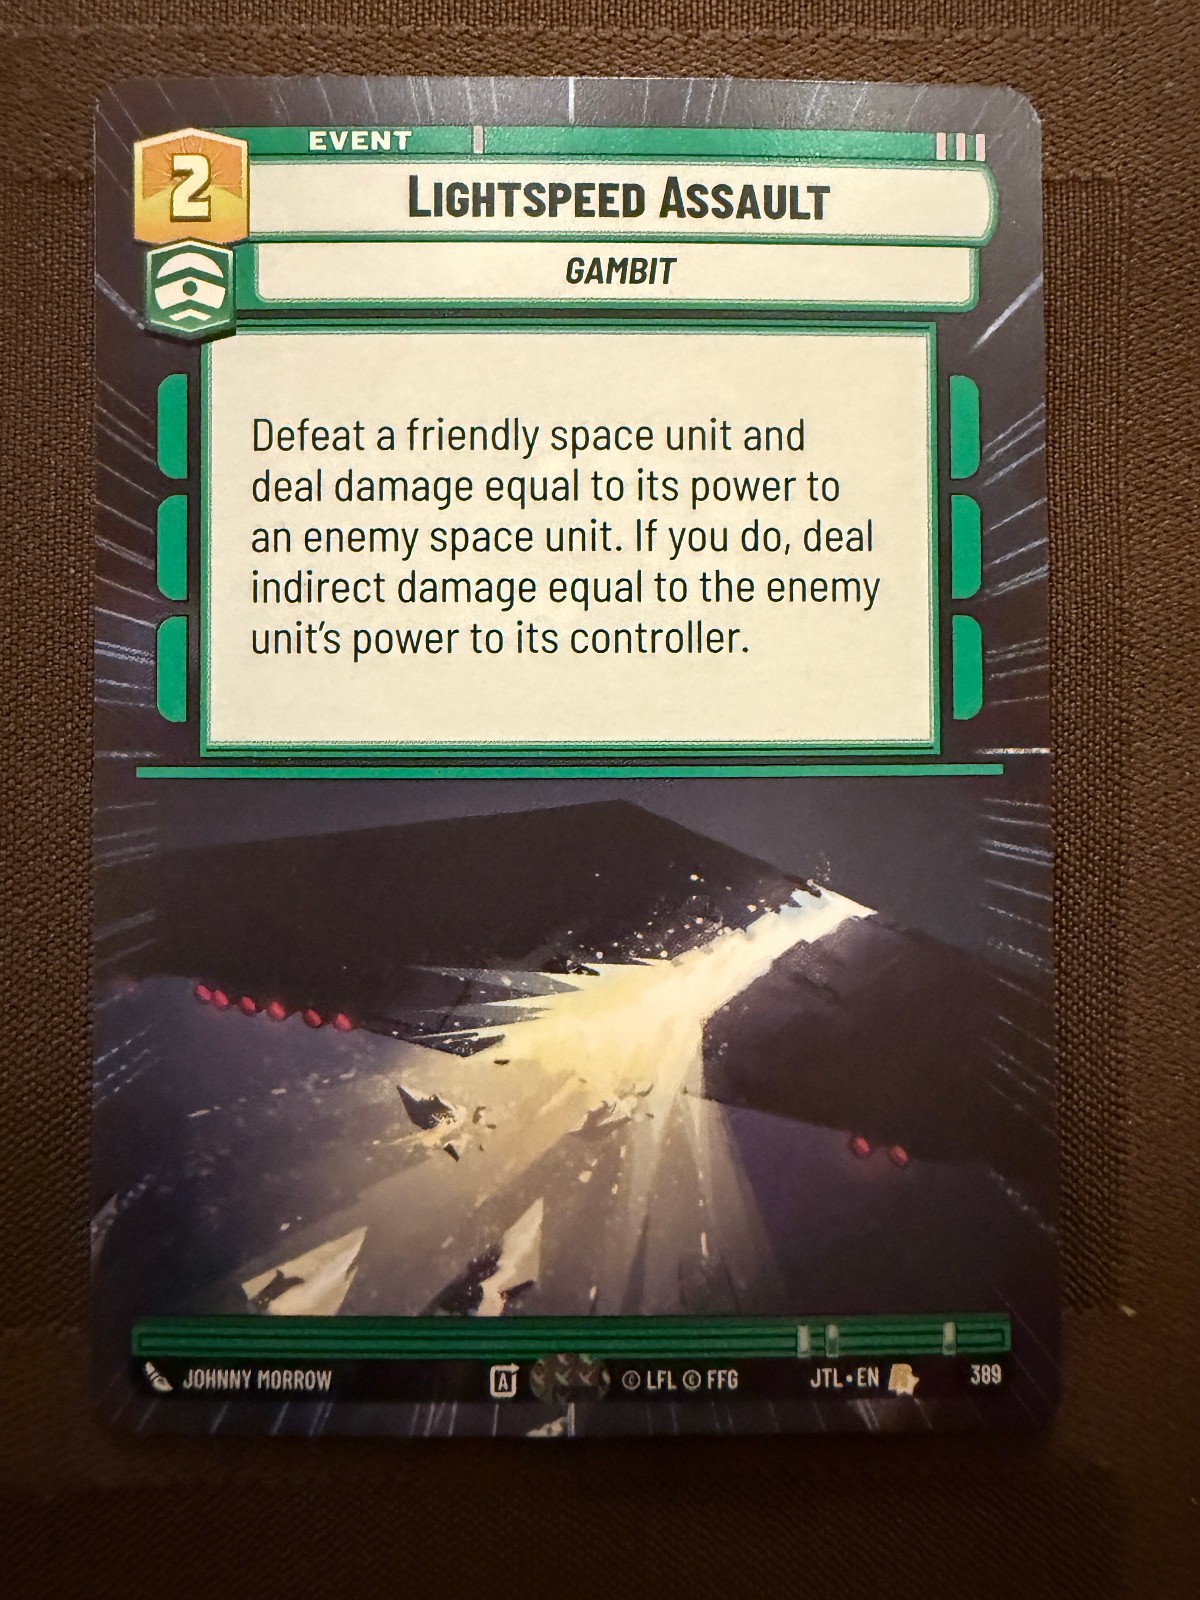 EVENT
2
LIGHTSPEED ASSAULT
GAMBIT
Defeat a friendly space unit and
deal damage equal to its power to
an enemy space unit. If you do, deal
indirect damage equal to the enemy
unit's power to its controller.
JOHNNY MORROW A © LFL © FFG JTL•EN 389